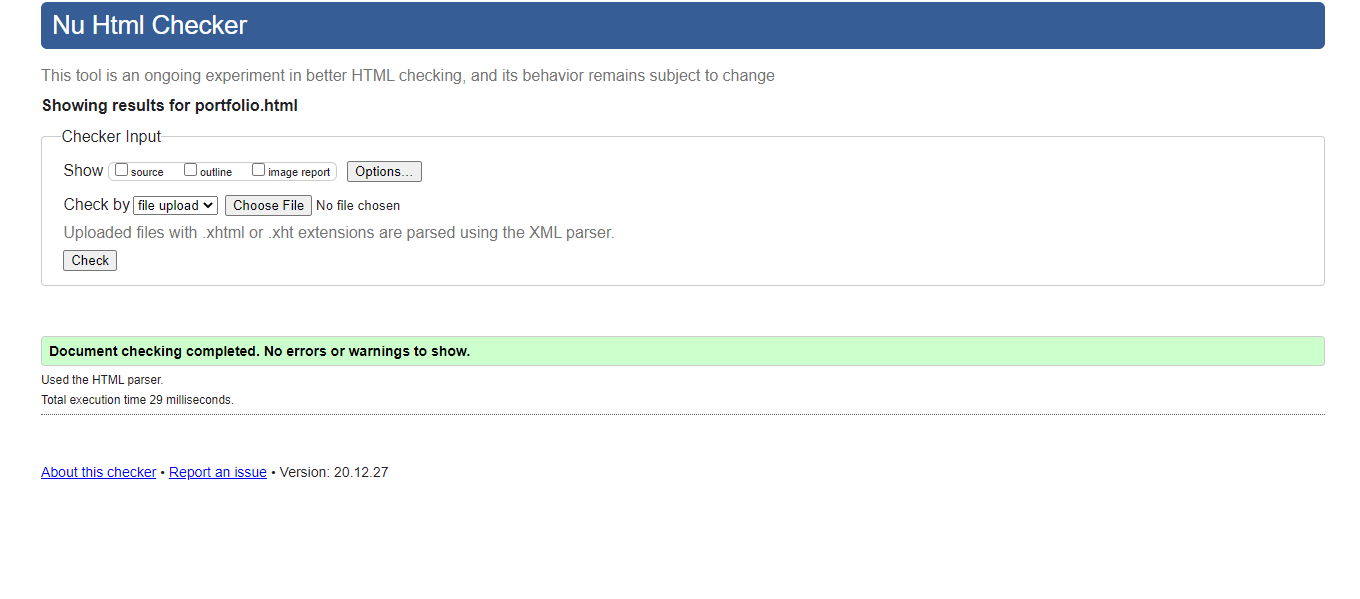 Nu Html Checker
This tool is an ongoing experiment in better HTML checking, and its behavior remains subject to change
Showing results for portfolio.html
Checker Input
Show source outline image report Options...
Check by file upload Choose File No file chosen
Uploaded files with .xhtml or .xht extensions are parsed using the XML parser.
Check
Document checking completed. No errors or warnings to show.
Used the HTML parser.
Total execution time 29 milliseconds.
About this checker • Report an issue • Version: 20.12.27